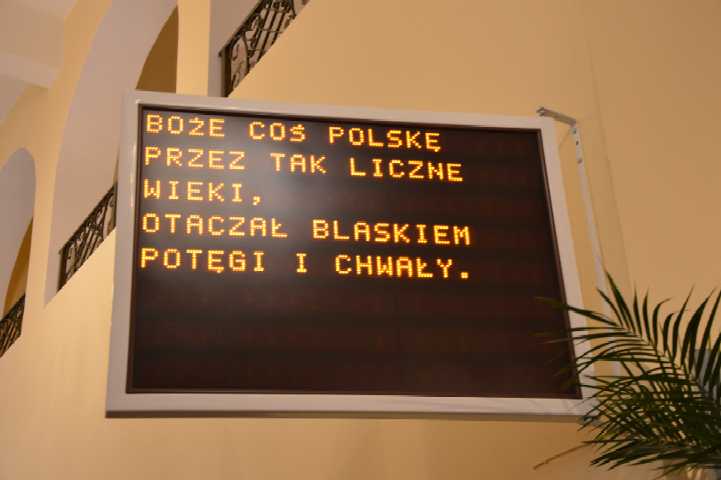 BOŻE COŚ POLSKĘ
PRZEZ TAK LICZNE
WIEKI,
OTACZAŁ BLASKIEM
POTĘGI I CHWAŁY.